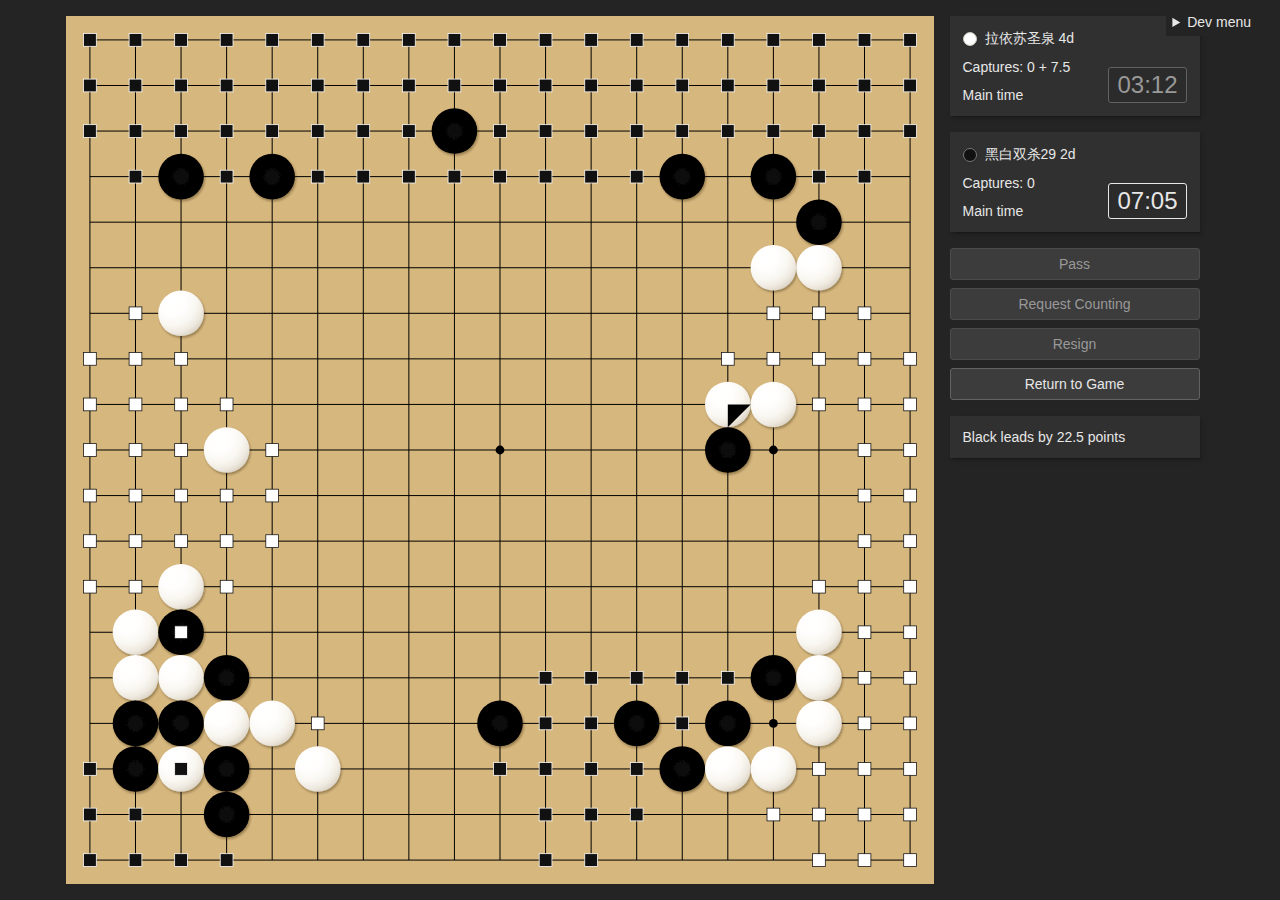 ▶ Dev menu
拉依苏圣泉 4d
Captures: 0 + 7.5
Main time
03:12
黑白双杀29 2d
Captures: 0
Main time
07:05
Pass
Request Counting
Resign
Return to Game
Black leads by 22.5 points